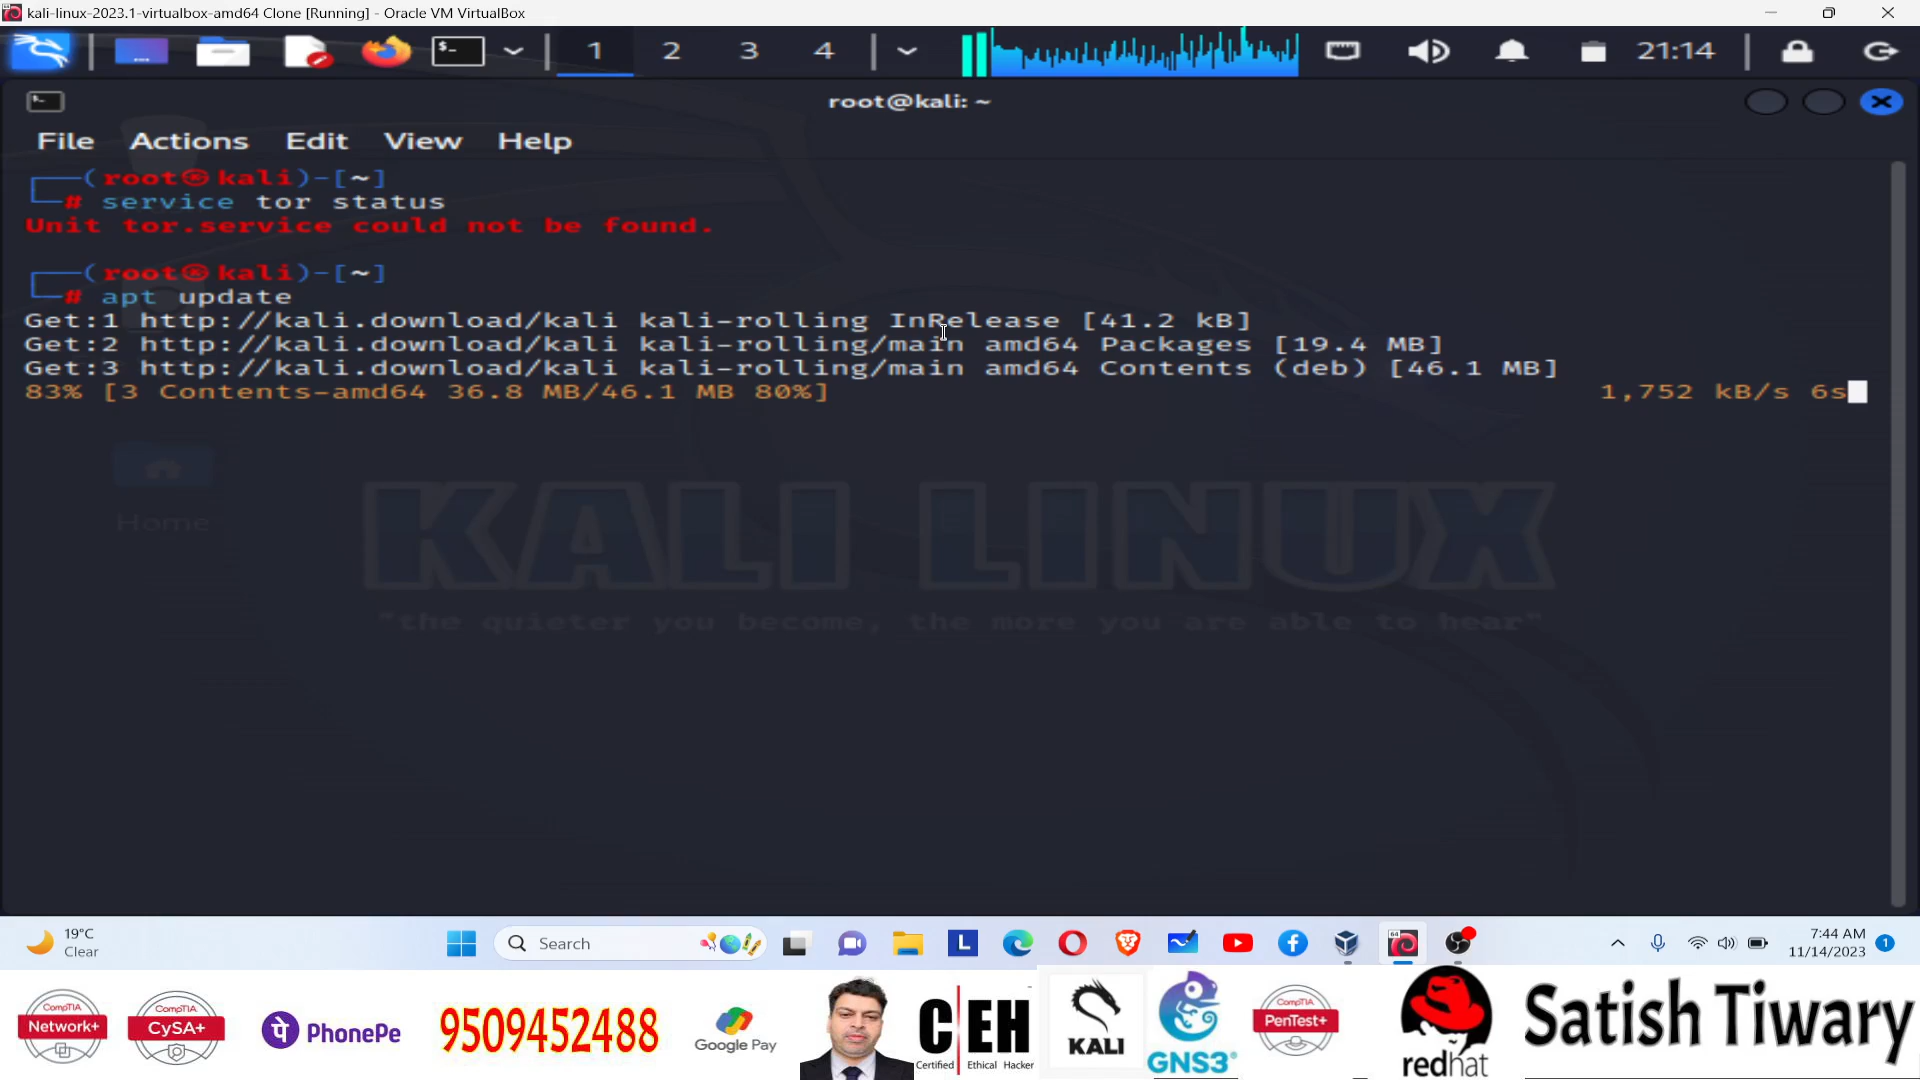 kali-linux-2023.1-virtualbox-amd64 Clone [Running] - Oracle VM VirtualBox
$- 1 2 3 4 21:14
root@kali: ~
File Actions Edit View Help
┌──(root㉿kali)-[~]
└─# service tor status
Unit tor.service could not be found.
┌──(root㉿kali)-[~]
└─# apt update
Get:1 http://kali.download/kali kali-rolling InRelease [41.2 kB]
Get:2 http://kali.download/kali kali-rolling/main amd64 Packages [19.4 MB]
Get:3 http://kali.download/kali kali-rolling/main amd64 Contents (deb) [46.1 MB]
83% [3 Contents-amd64 36.8 MB/46.1 MB 80%] 1,752 kB/s 6s
Home
KALI LINUX
"the quieter you become, the more you are able to hear"
19°C
Clear
Search
L
64
7:44 AM
11/14/2023
1
CompTIA
Network+
CompTIA
CySA+
PhonePe
9509452488
Google Pay
CEH
Certified Ethical Hacker
KALI
GNS3
CompTIA
PenTest+
redhat
Satish Tiwary